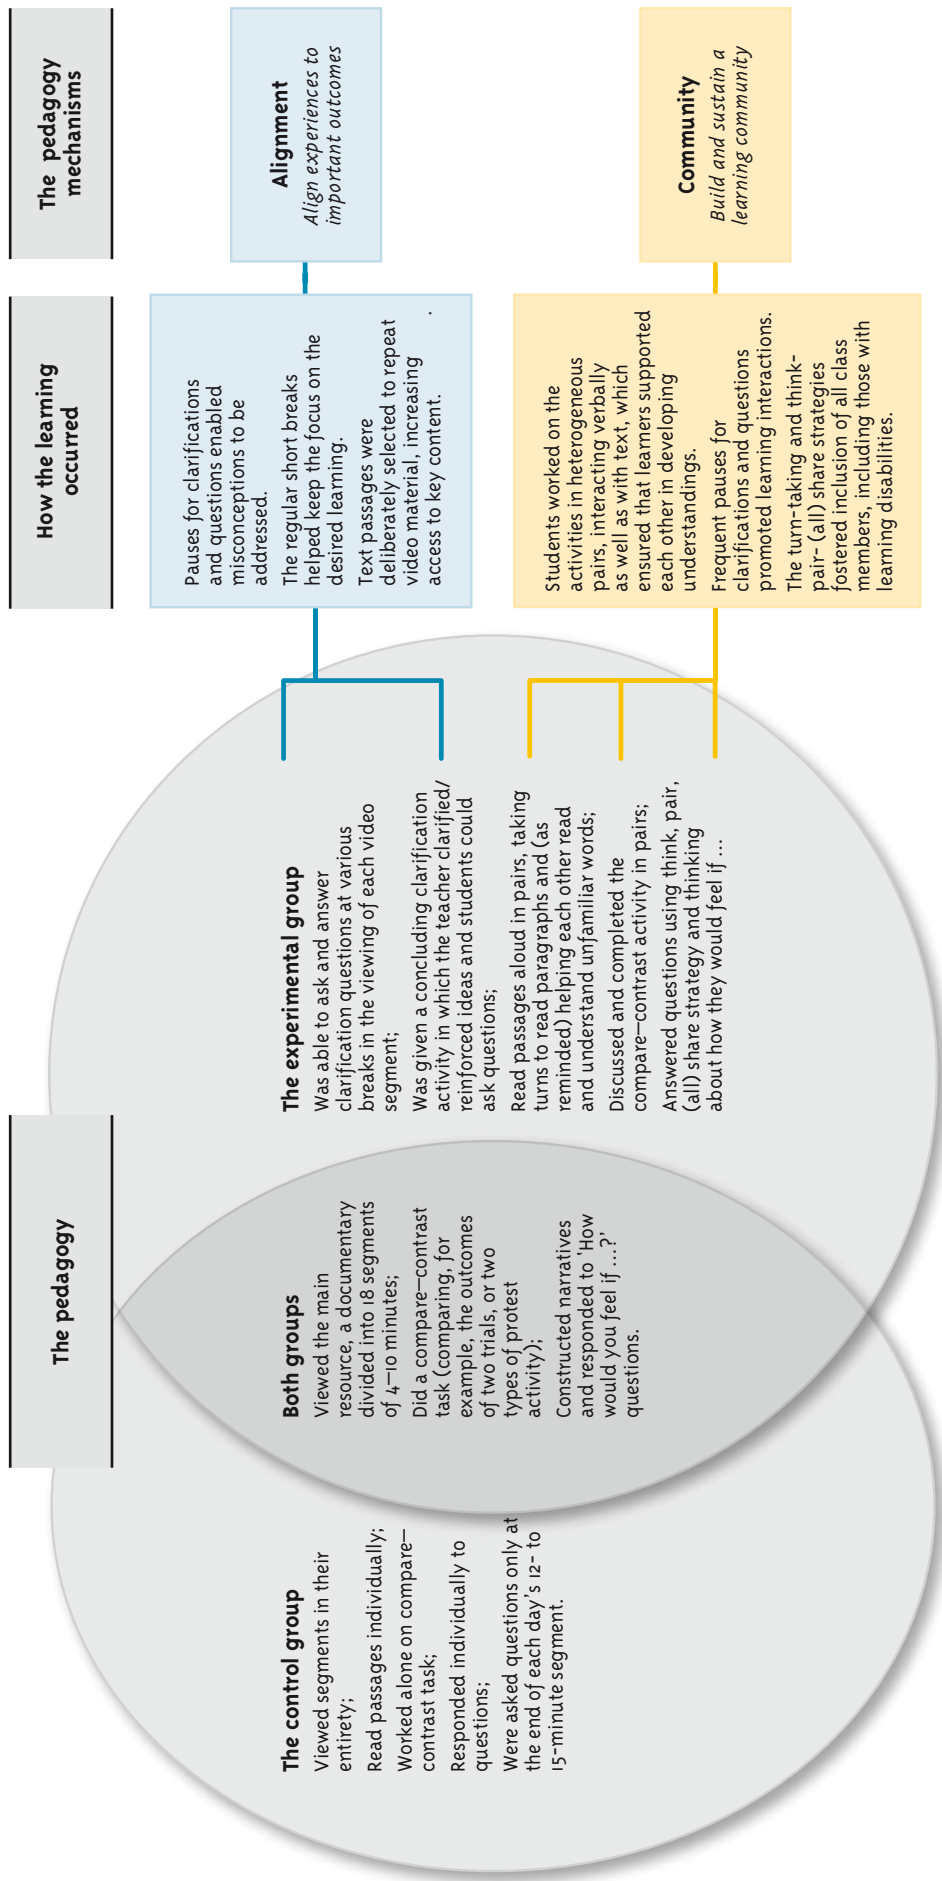 The pedagogy
How the learning
occurred
The pedagogy
mechanisms
The control group
Viewed segments in their
entirety;
Read passages individually;
Worked alone on compare—
contrast task;
Responded individually to
questions;
Were asked questions only at
the end of each day's 12- to
15-minute segment.
Both groups
Viewed the main
resource, a documentary
divided into 18 segments
of 4—10 minutes;
Did a compare—contrast
task (comparing, for
example, the outcomes
of two trials, or two
types of protest
activity);
Constructed narratives
and responded to 'How
would you feel if ...?'
questions.
The experimental group
Was able to ask and answer
clarification questions at various
breaks in the viewing of each video
segment;
Was given a concluding clarification
activity in which the teacher clarified/
reinforced ideas and students could
ask questions;
Read passages aloud in pairs, taking
turns to read paragraphs and (as
reminded) helping each other read
and understand unfamiliar words;
Discussed and completed the
compare—contrast activity in pairs;
Answered questions using think, pair,
(all) share strategy and thinking
about how they would feel if ...
Pauses for clarifications
and questions enabled
misconceptions to be
addressed.
The regular short breaks
helped keep the focus on the
desired learning.
Text passages were
deliberately selected to repeat
video material, increasing
access to key content.
.
Students worked on the
activities in heterogeneous
pairs, interacting verbally
as well as with text, which
ensured that learners supported
each other in developing
understandings.
Frequent pauses for
clarifications and questions
promoted learning interactions.
The turn-taking and think-
pair- (all) share strategies
fostered inclusion of all class
members, including those with
learning disabilities.
Alignment
Align experiences to
important outcomes
Community
Build and sustain a
learning community